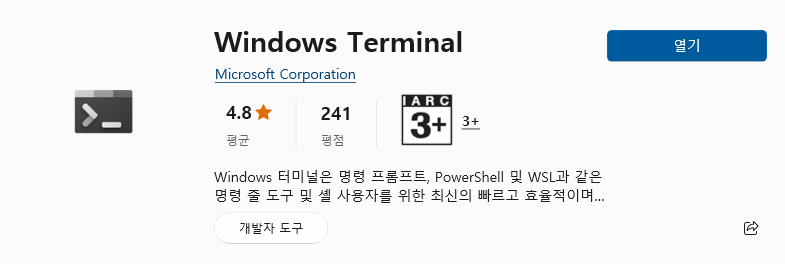 Windows Terminal
열기
Microsoft Corporation
4.8
평균
241
평점
IARC
3+
3+
Windows 터미널은 명령 프롬프트, PowerShell 및 WSL과 같은
명령 줄 도구 및 셸 사용자를 위한 최신의 빠르고 효율적이며...
개발자 도구